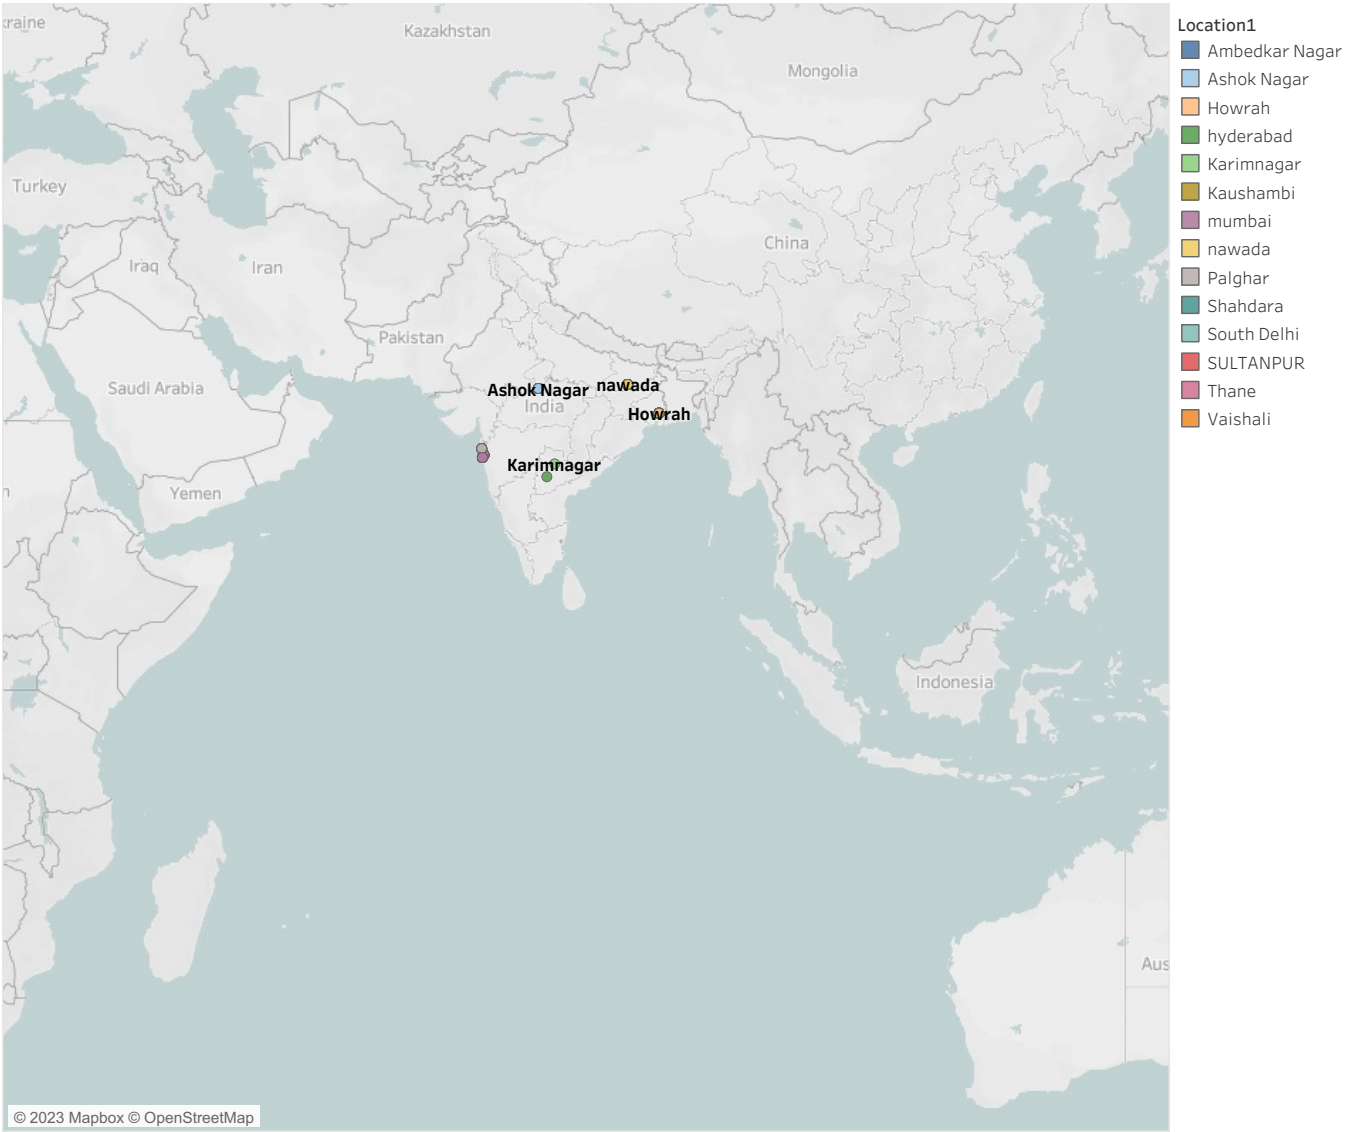 kraine
Kazakhstan
Mongolia
Turkey
China
Iraq
Iran
Pakistan
Saudi Arabia
Ashok Nagar
nawada
India
Howrah
Karimnagar
Yemen
n
Indonesia
Aus
© 2023 Mapbox © OpenStreetMap
Location1
Ambedkar Nagar
Ashok Nagar
Howrah
hyderabad
Karimnagar
Kaushambi
mumbai
nawada
Palghar
Shahdara
South Delhi
SULTANPUR
Thane
Vaishali